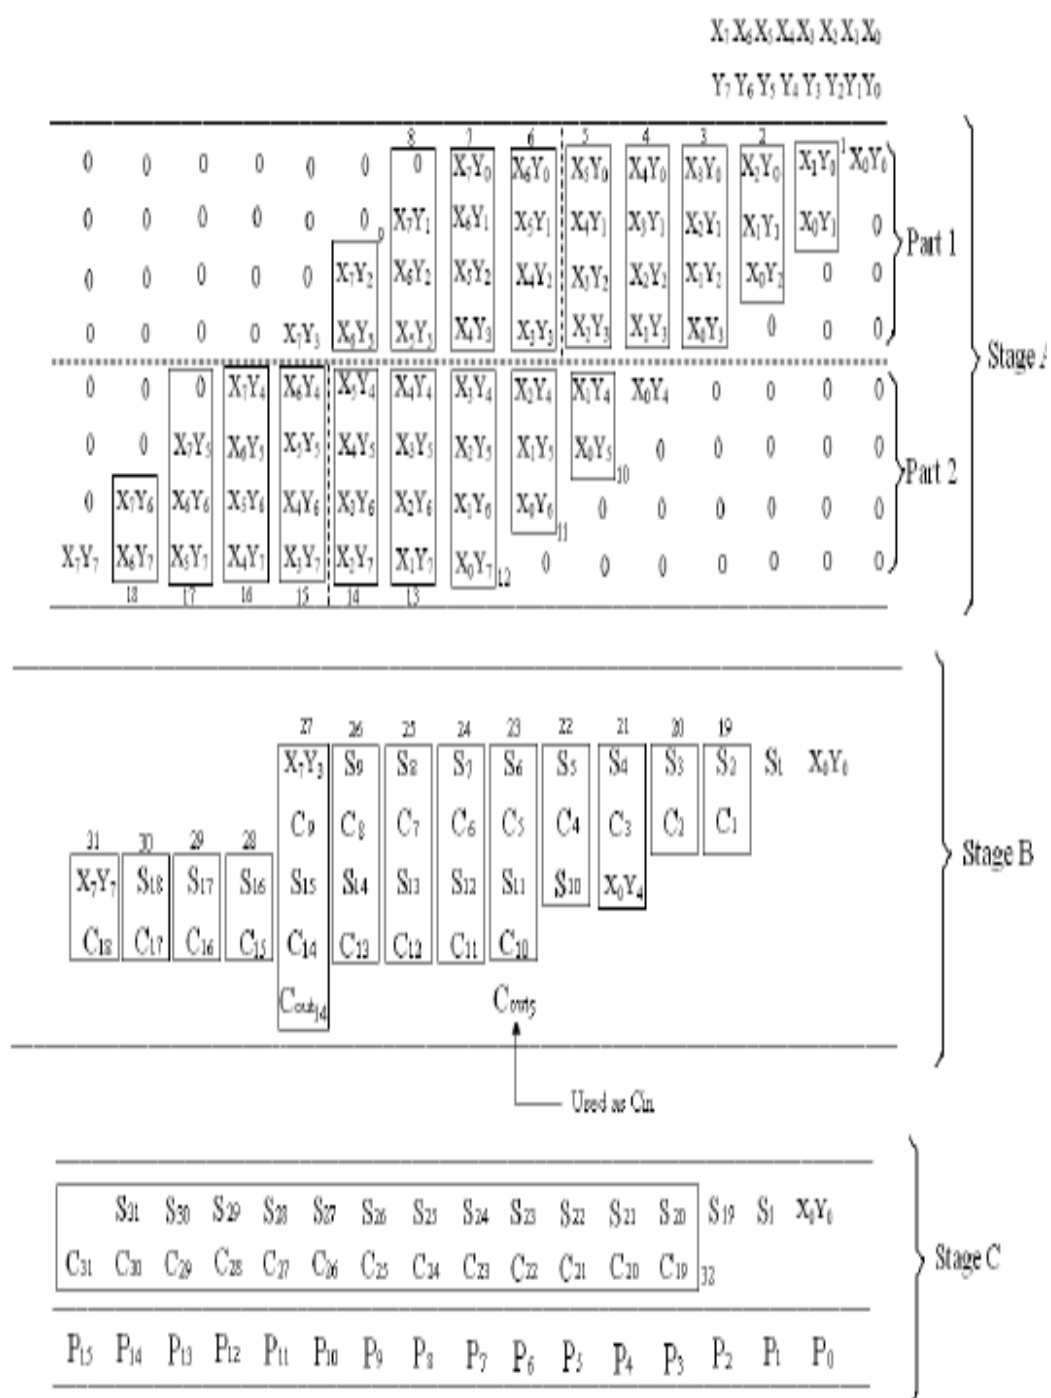 X₇ X₆ X₅ X₄ X₃ X₂ X₁ X₀
Y₇ Y₆ Y₅ Y₄ Y₃ Y₂ Y₁ Y₀
8 7 6 5 4 3 2 1
0 0 0 0 0 0 0 X₇Y₀ X₆Y₀ X₅Y₀ X₄Y₀ X₃Y₀ X₂Y₀ X₁Y₀ X₀Y₀
0 0 0 0 0 0 X₇Y₁ X₆Y₁ X₅Y₁ X₄Y₁ X₃Y₁ X₂Y₁ X₁Y₁ X₀Y₁ 0
9
Part 1
0 0 0 0 0 X₇Y₂ X₆Y₂ X₅Y₂ X₄Y₂ X₃Y₂ X₂Y₂ X₁Y₂ X₀Y₂ 0 0
0 0 0 0 X₇Y₃ X₆Y₃ X₅Y₃ X₄Y₃ X₃Y₃ X₂Y₃ X₁Y₃ X₀Y₃ 0 0 0
Stage A
0 0 0 X₇Y₄ X₆Y₄ X₅Y₄ X₄Y₄ X₃Y₄ X₂Y₄ X₁Y₄ X₀Y₄ 0 0 0 0
0 0 X₇Y₅ X₆Y₅ X₅Y₅ X₄Y₅ X₃Y₅ X₂Y₅ X₁Y₅ X₀Y₅ 0 0 0 0 0
10
Part 2
0 X₇Y₆ X₆Y₆ X₅Y₆ X₄Y₆ X₃Y₆ X₂Y₆ X₁Y₆ X₀Y₆ 0 0 0 0 0 0
11
X₇Y₇ X₆Y₇ X₅Y₇ X₄Y₇ X₃Y₇ X₂Y₇ X₁Y₇ X₀Y₇ 0 0 0 0 0 0 0
12
18 17 16 15 14 13
27 26 25 24 23 22 21 20 19
X₇Y₃ S₉ S₈ S₇ S₆ S₅ S₄ S₃ S₂ S₁ X₀Y₀
C₉ C₈ C₇ C₆ C₅ C₄ C₃ C₂ C₁
31 30 29 28
Stage B
X₇Y₇ S₁₈ S₁₇ S₁₆ S₁₅ S₁₄ S₁₃ S₁₂ S₁₁ S₁₀ X₀Y₄
C₁₈ C₁₇ C₁₆ C₁₅ C₁₄ C₁₃ C₁₂ C₁₁ C₁₀
Cout₁₄ Cout₅
Used as Cin
S₃₁ S₃₀ S₂₉ S₂₈ S₂₇ S₂₆ S₂₅ S₂₄ S₂₃ S₂₂ S₂₁ S₂₀ S₁₉ S₁ X₀Y₀
C₃₁ C₃₀ C₂₉ C₂₈ C₂₇ C₂₆ C₂₅ C₂₄ C₂₃ C₂₂ C₂₁ C₂₀ C₁₉ 32
Stage C
P₁₅ P₁₄ P₁₃ P₁₂ P₁₁ P₁₀ P₉ P₈ P₇ P₆ P₅ P₄ P₃ P₂ P₁ P₀